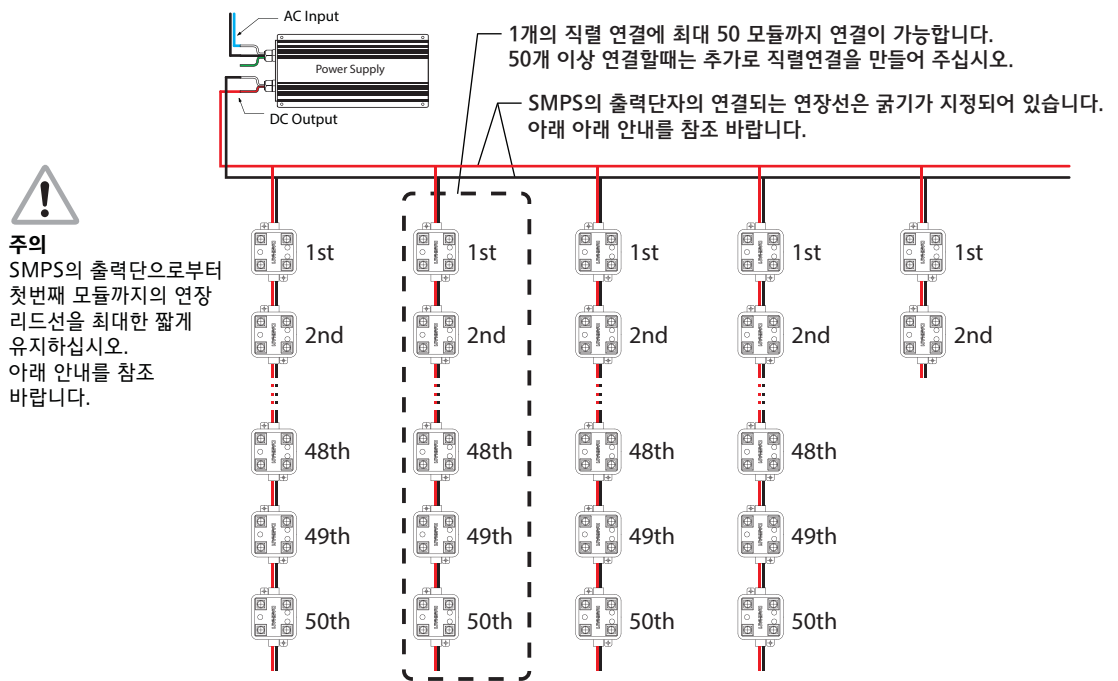 AC Input
Power Supply
DC Output
1개의 직렬 연결에 최대 50 모듈까지 연결이 가능합니다.
50개 이상 연결할때는 추가로 직렬연결을 만들어 주십시오.
SMPS의 출력단자의 연결되는 연장선은 굵기가 지정되어 있습니다.
아래 아래 안내를 참조 바랍니다.
주의
SMPS의 출력단으로부터
첫번째 모듈까지의 연장
리드선을 최대한 짧게
유지하십시오.
아래 안내를 참조
바랍니다.
1st 1st 1st 1st 1st
2nd 2nd 2nd 2nd 2nd
48th 48th 48th 48th
49th 49th 49th 49th
50th 50th 50th 50th